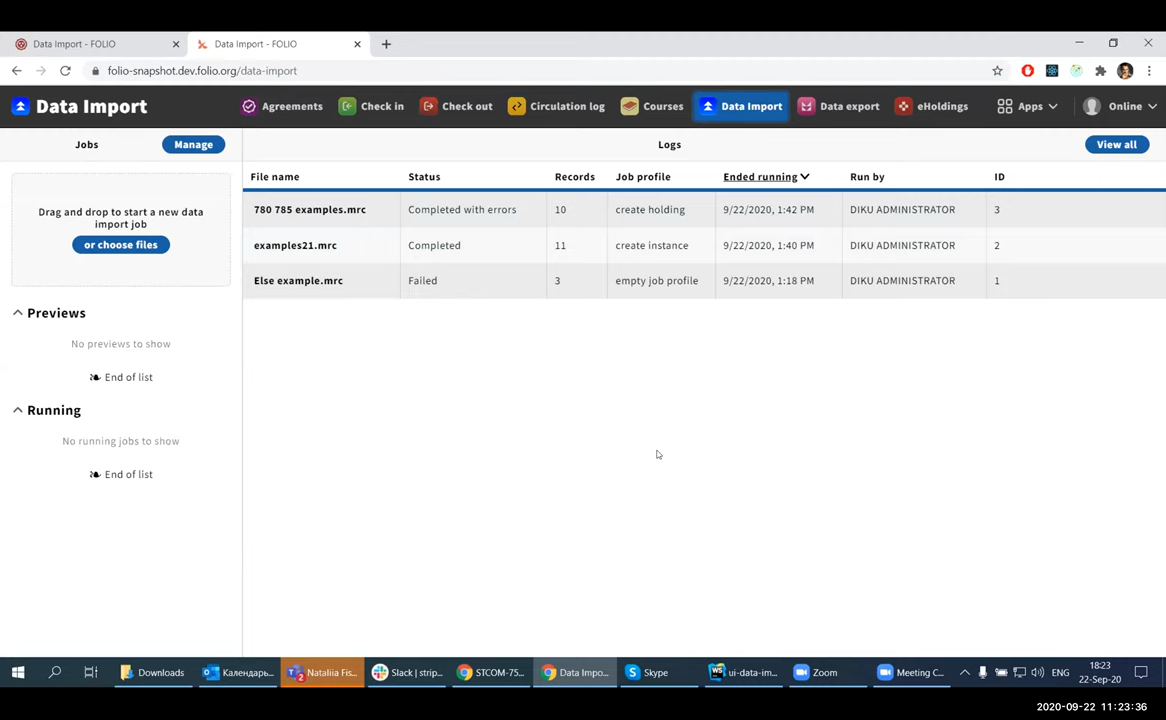 Data Import - FOLIO
Data Import - FOLIO
folio-snapshot.dev.folio.org/data-import
Data Import
Agreements
Check in
Check out
Circulation log
Courses
Data Import
Data export
eHoldings
Apps
Online
Jobs
Manage
Logs
View all
Drag and drop to start a new data
import job
or choose files
Previews
No previews to show
End of list
Running
No running jobs to show
End of list
File name Status Records Job profile Ended running Run by ID
780 785 examples.mrc Completed with errors 10 create holding 9/22/2020, 1:42 PM DIKU ADMINISTRATOR 3
examples21.mrc Completed 11 create instance 9/22/2020, 1:40 PM DIKU ADMINISTRATOR 2
Else example.mrc Failed 3 empty job profile 9/22/2020, 1:18 PM DIKU ADMINISTRATOR 1
Downloads
Календарь...
2
Nataliia Fis...
Slack | strip...
STCOM-75...
Data Impo...
Skype
WS
ui-data-im...
Zoom
Meeting C...
ENG
18:23
22-Sep-20
2020-09-22 11:23:36